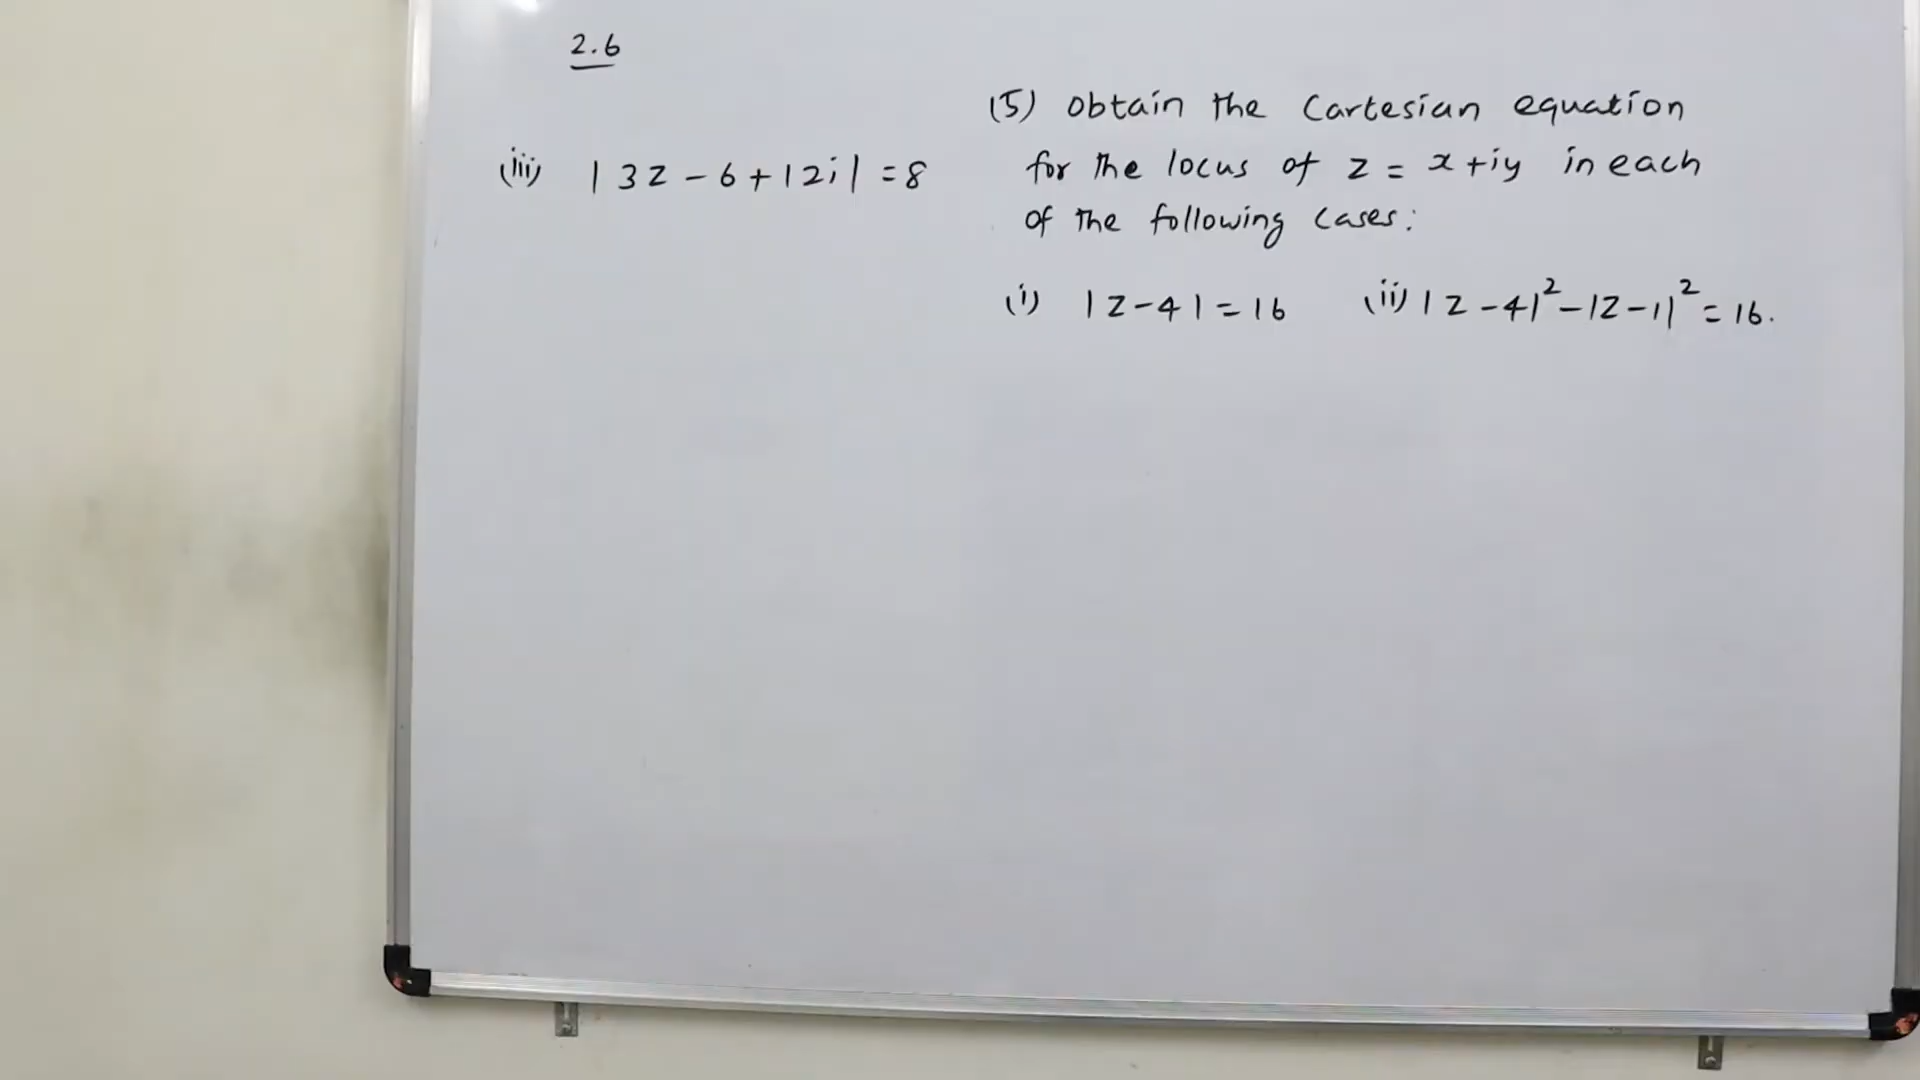 2.6
(iii) |3z - 6 + 12i| = 8
(5) Obtain the Cartesian equation
for the locus of z = x + iy in each
of the following cases:
(i) |z - 4| = 16 (ii) |z - 4|² - |z - 1|² = 16.